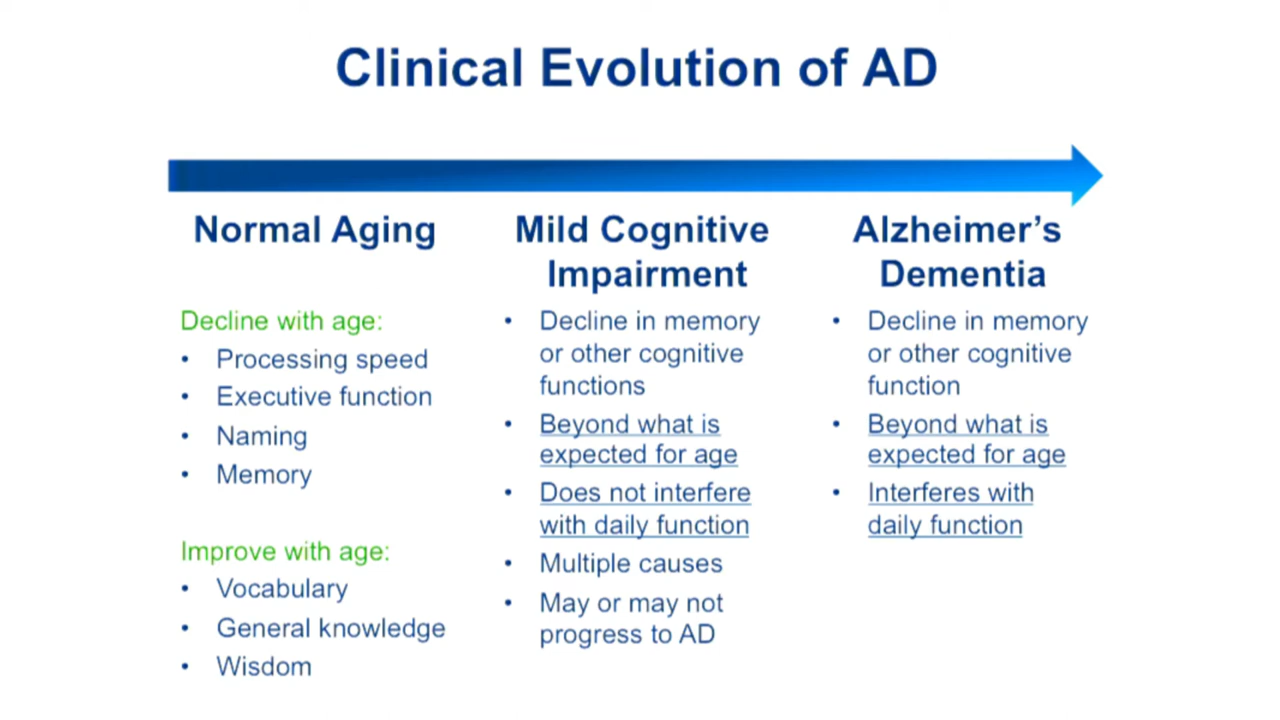 Clinical Evolution of AD
Normal Aging
Decline with age:
• Processing speed
• Executive function
• Naming
• Memory
Improve with age:
• Vocabulary
• General knowledge
• Wisdom
Mild Cognitive
Impairment
• Decline in memory
or other cognitive
functions
• Beyond what is
expected for age
• Does not interfere
with daily function
• Multiple causes
• May or may not
progress to AD
Alzheimer's
Dementia
• Decline in memory
or other cognitive
function
• Beyond what is
expected for age
• Interferes with
daily function